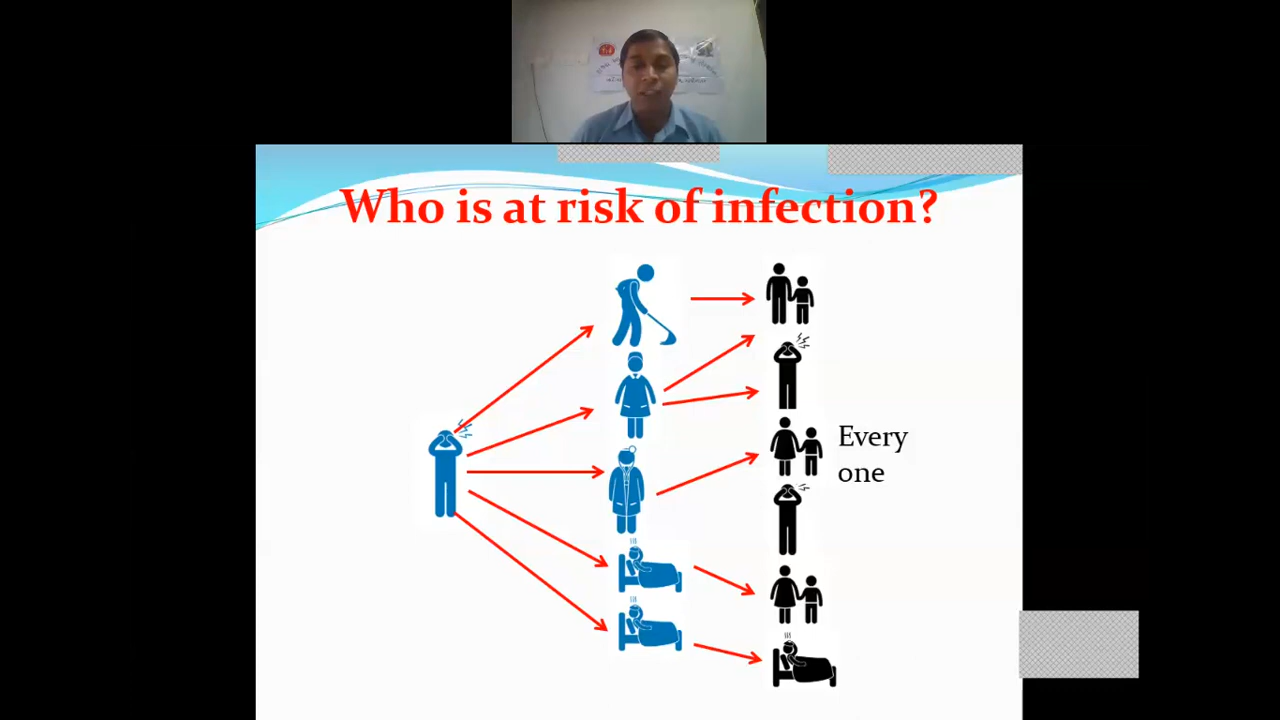 Who is at risk of infection?
Every
one